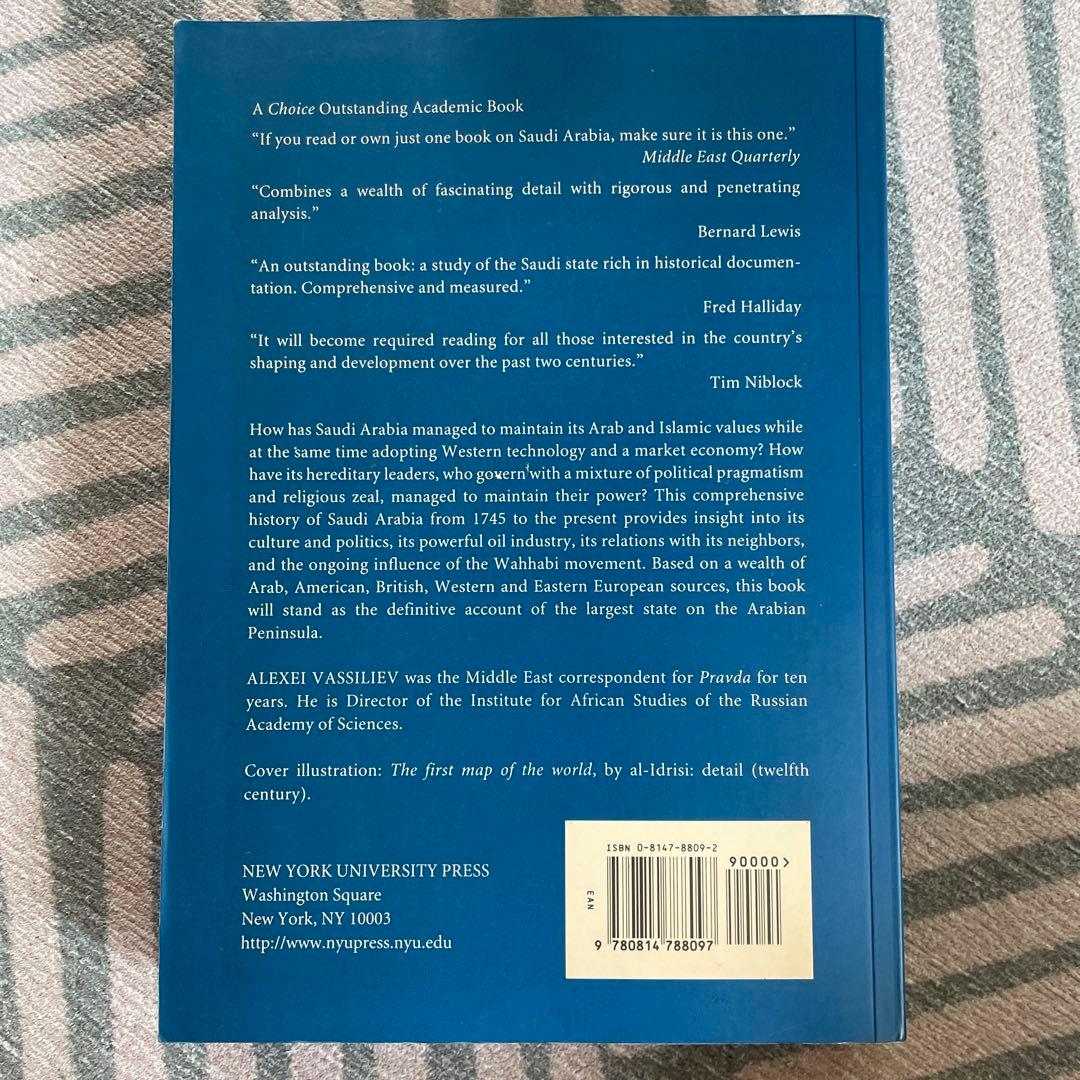 A Choice Outstanding Academic Book
“If you read or own just one book on Saudi Arabia, make sure it is this one.”
Middle East Quarterly
“Combines a wealth of fascinating detail with rigorous and penetrating
analysis.”
Bernard Lewis
“An outstanding book: a study of the Saudi state rich in historical documen-
tation. Comprehensive and measured.”
Fred Halliday
“It will become required reading for all those interested in the country’s
shaping and development over the past two centuries.”
Tim Niblock
How has Saudi Arabia managed to maintain its Arab and Islamic values while
at the same time adopting Western technology and a market economy? How
have its hereditary leaders, who govern with a mixture of political pragmatism
and religious zeal, managed to maintain their power? This comprehensive
history of Saudi Arabia from 1745 to the present provides insight into its
culture and politics, its powerful oil industry, its relations with its neighbors,
and the ongoing influence of the Wahhabi movement. Based on a wealth of
Arab, American, British, Western and Eastern European sources, this book
will stand as the definitive account of the largest state on the Arabian
Peninsula.
ALEXEI VASSILIEV was the Middle East correspondent for Pravda for ten
years. He is Director of the Institute for African Studies of the Russian
Academy of Sciences.
Cover illustration: The first map of the world, by al-Idrisi: detail (twelfth
century).
NEW YORK UNIVERSITY PRESS
Washington Square
New York, NY 10003
http://www.nyupress.nyu.edu
ISBN 0-8147-8809-2
90000>
EAN
9 780814 788097